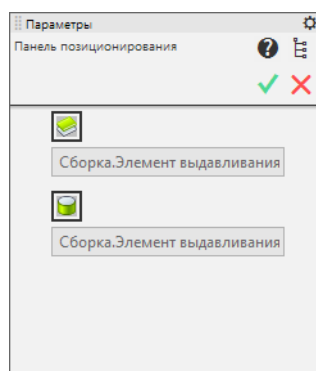 Параметры
Панель позиционирования
Сборка.Элемент выдавливания
Сборка.Элемент выдавливания